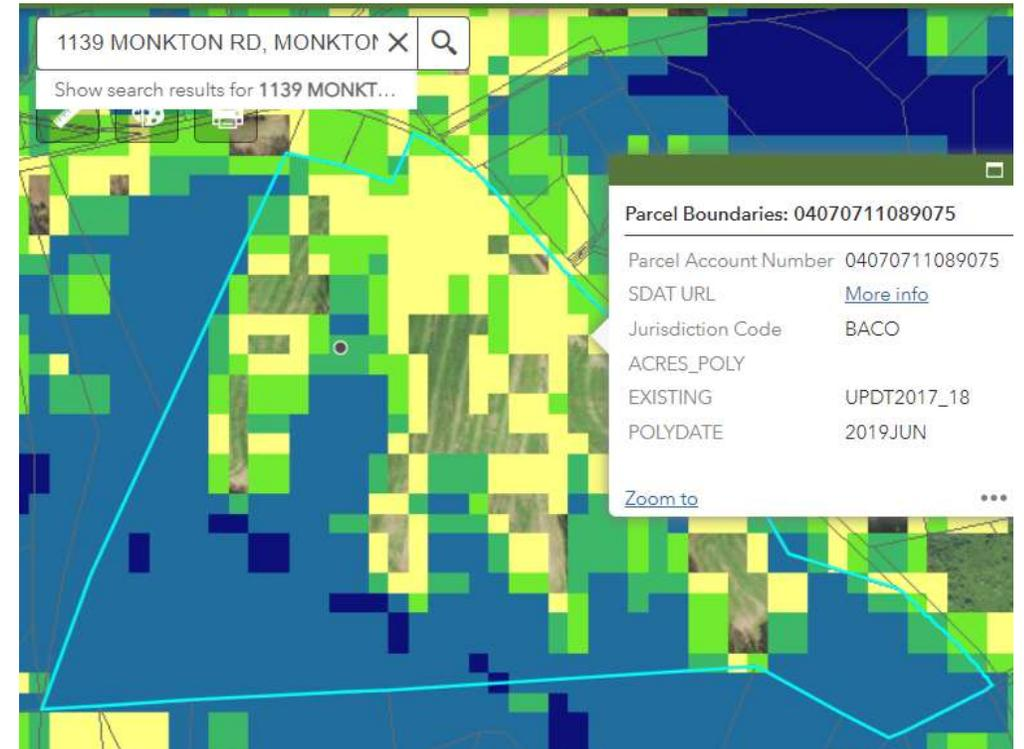 1139 MONKTON RD, MONKTON
Show search results for 1139 MONKT...
Parcel Boundaries: 04070711089075
Parcel Account Number 04070711089075
SDAT URL More info
Jurisdiction Code BACO
ACRES_POLY
EXISTING UPDT2017_18
POLYDATE 2019JUN
Zoom to